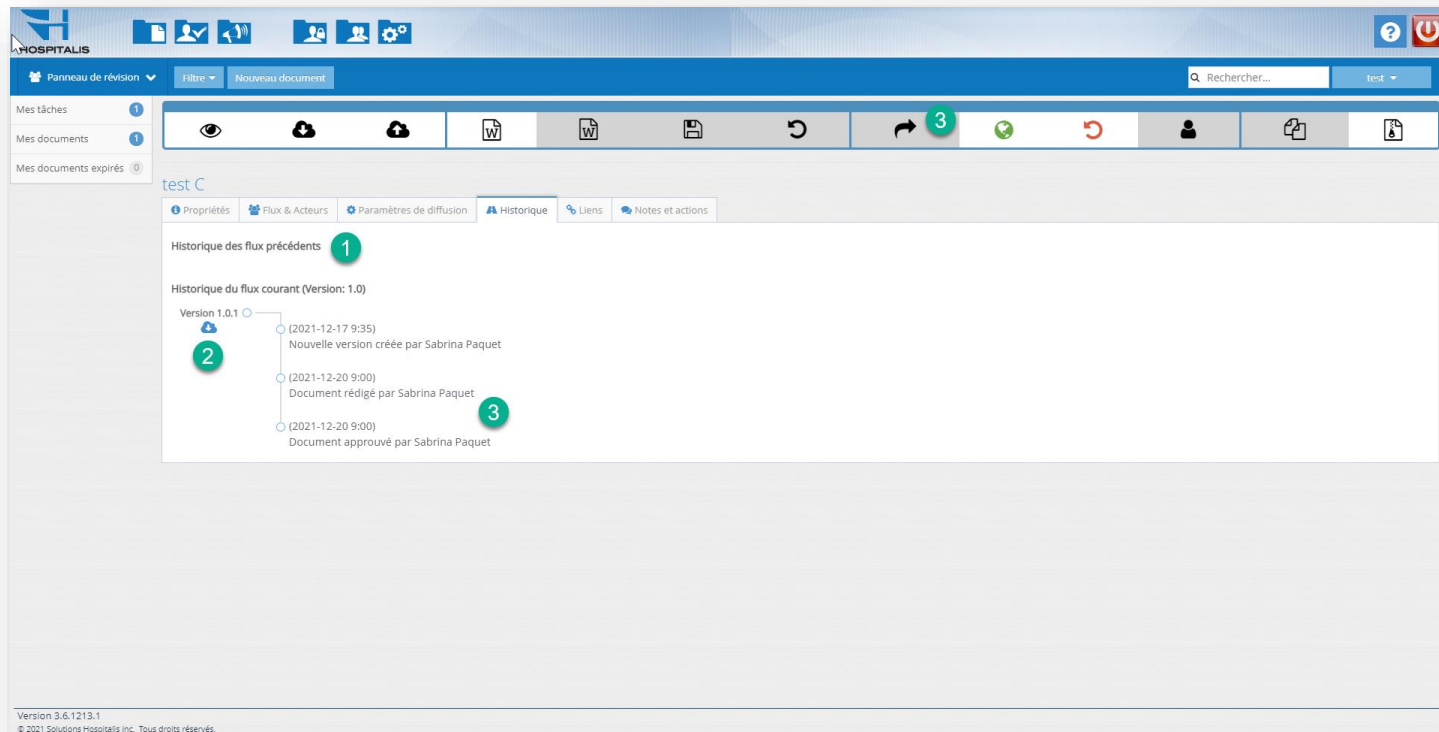 HOSPITALIS
?
Panneau de révision
Filtre
Nouveau document
Rechercher...
test
Mes tâches 1
Mes documents 1
Mes documents expirés 0
W
W
3
test C
Propriétés
Flux & Acteurs
Paramètres de diffusion
Historique
Liens
Notes et actions
Historique des flux précédents
1
Historique du flux courant (Version: 1.0)
Version 1.0.1
2
(2021-12-17 9:35)
Nouvelle version créée par Sabrina Paquet
(2021-12-20 9:00)
Document rédigé par Sabrina Paquet
3
(2021-12-20 9:00)
Document approuvé par Sabrina Paquet
Version 3.6.1213.1
© 2021 Solutions Hospitalis inc. Tous droits réservés.